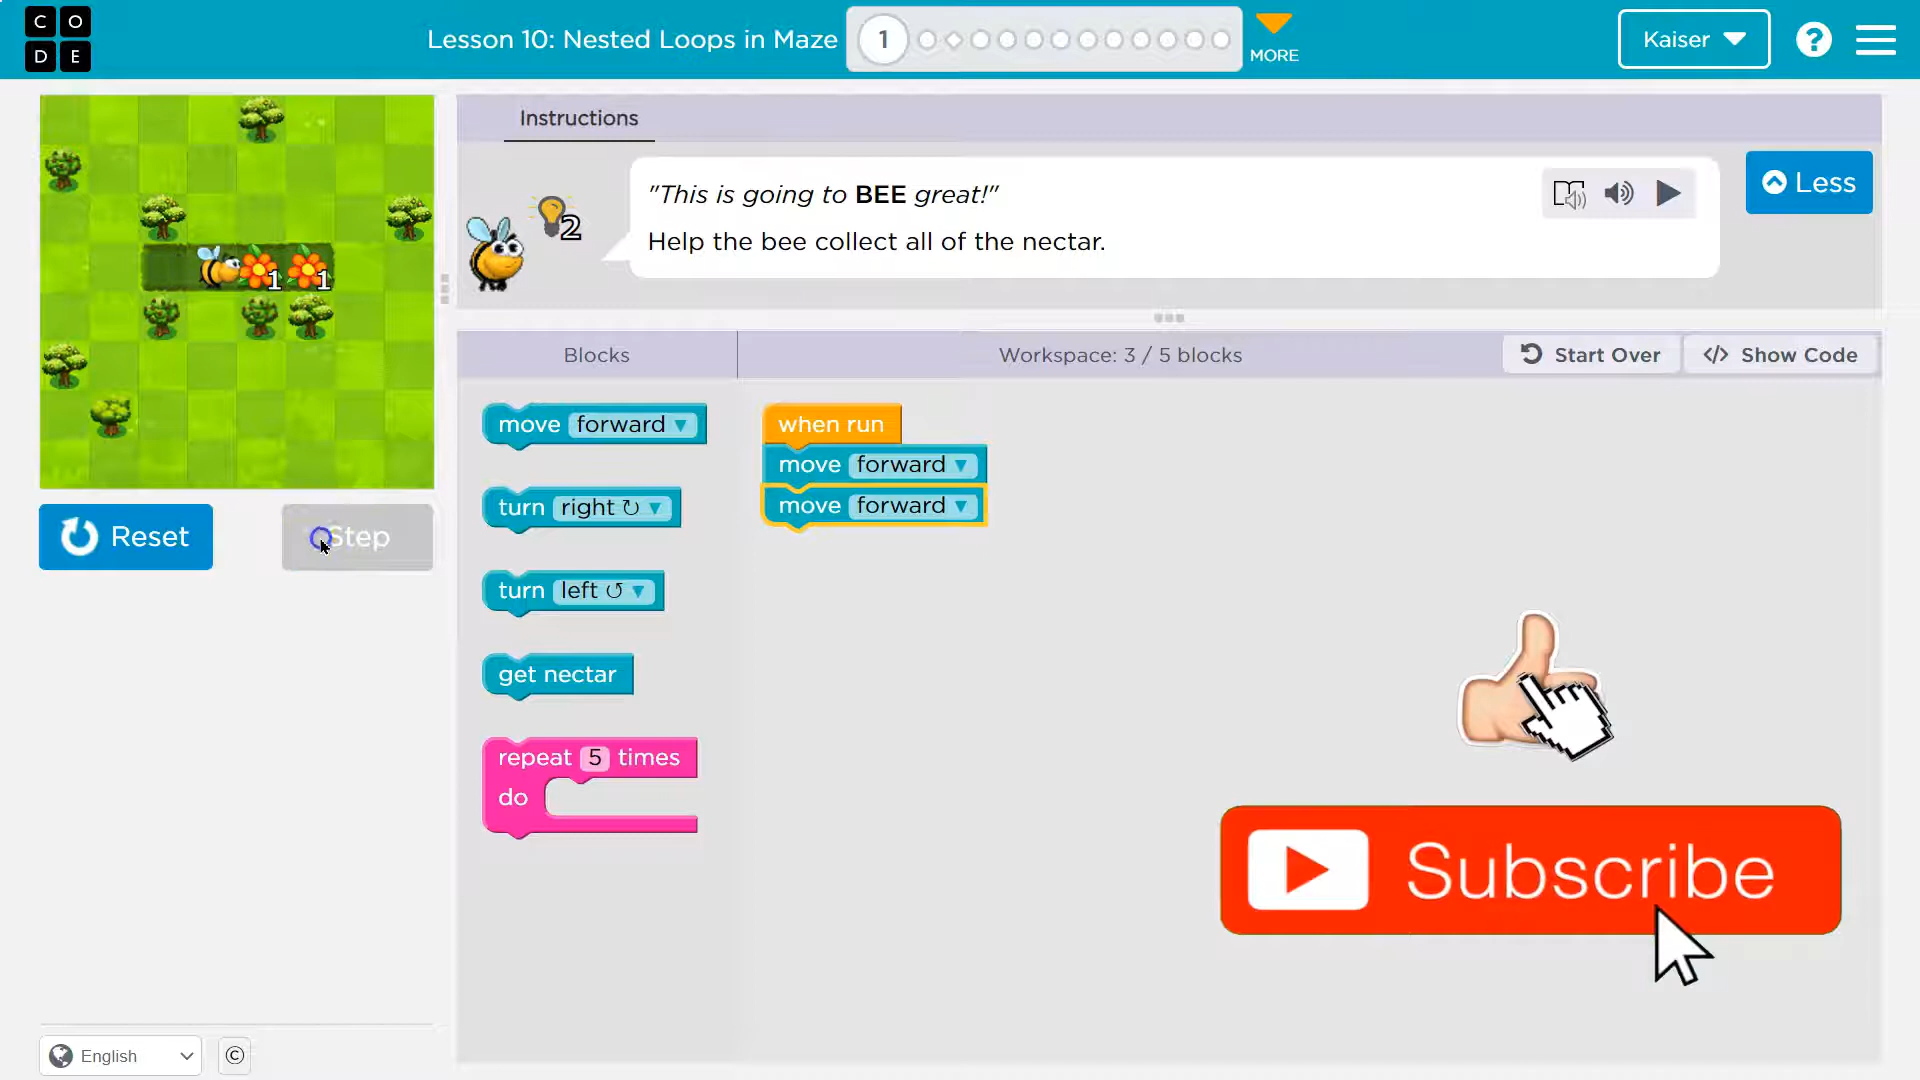 C O
D E
Lesson 10: Nested Loops in Maze
1
MORE
Kaiser
?
Instructions
2
"This is going to BEE great!"
Help the bee collect all of the nectar.
Less
1
1
Blocks
Workspace: 3 / 5 blocks
Start Over
</> Show Code
move forward
turn right ↻
turn left ↺
get nectar
repeat 5 times
do
when run
move forward
move forward
Reset
Step
Subscribe
English
©